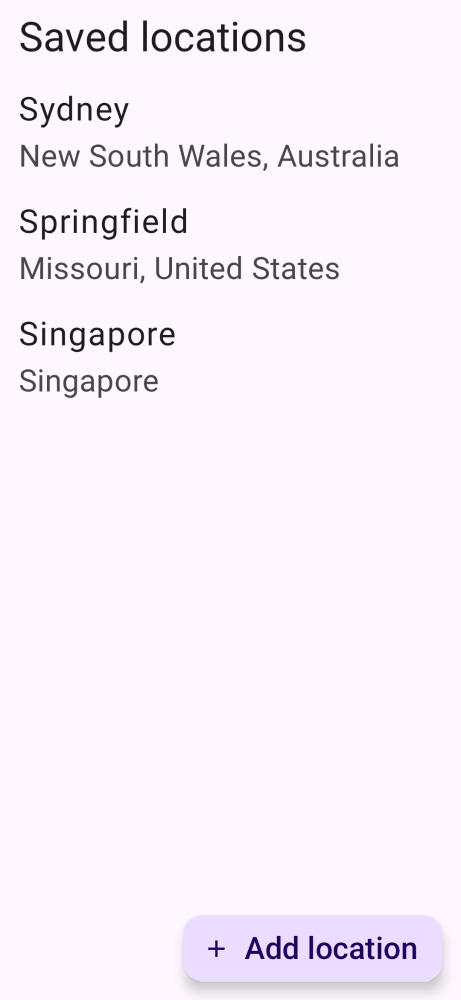 Saved locations
Sydney
New South Wales, Australia
Springfield
Missouri, United States
Singapore
Singapore
+ Add location